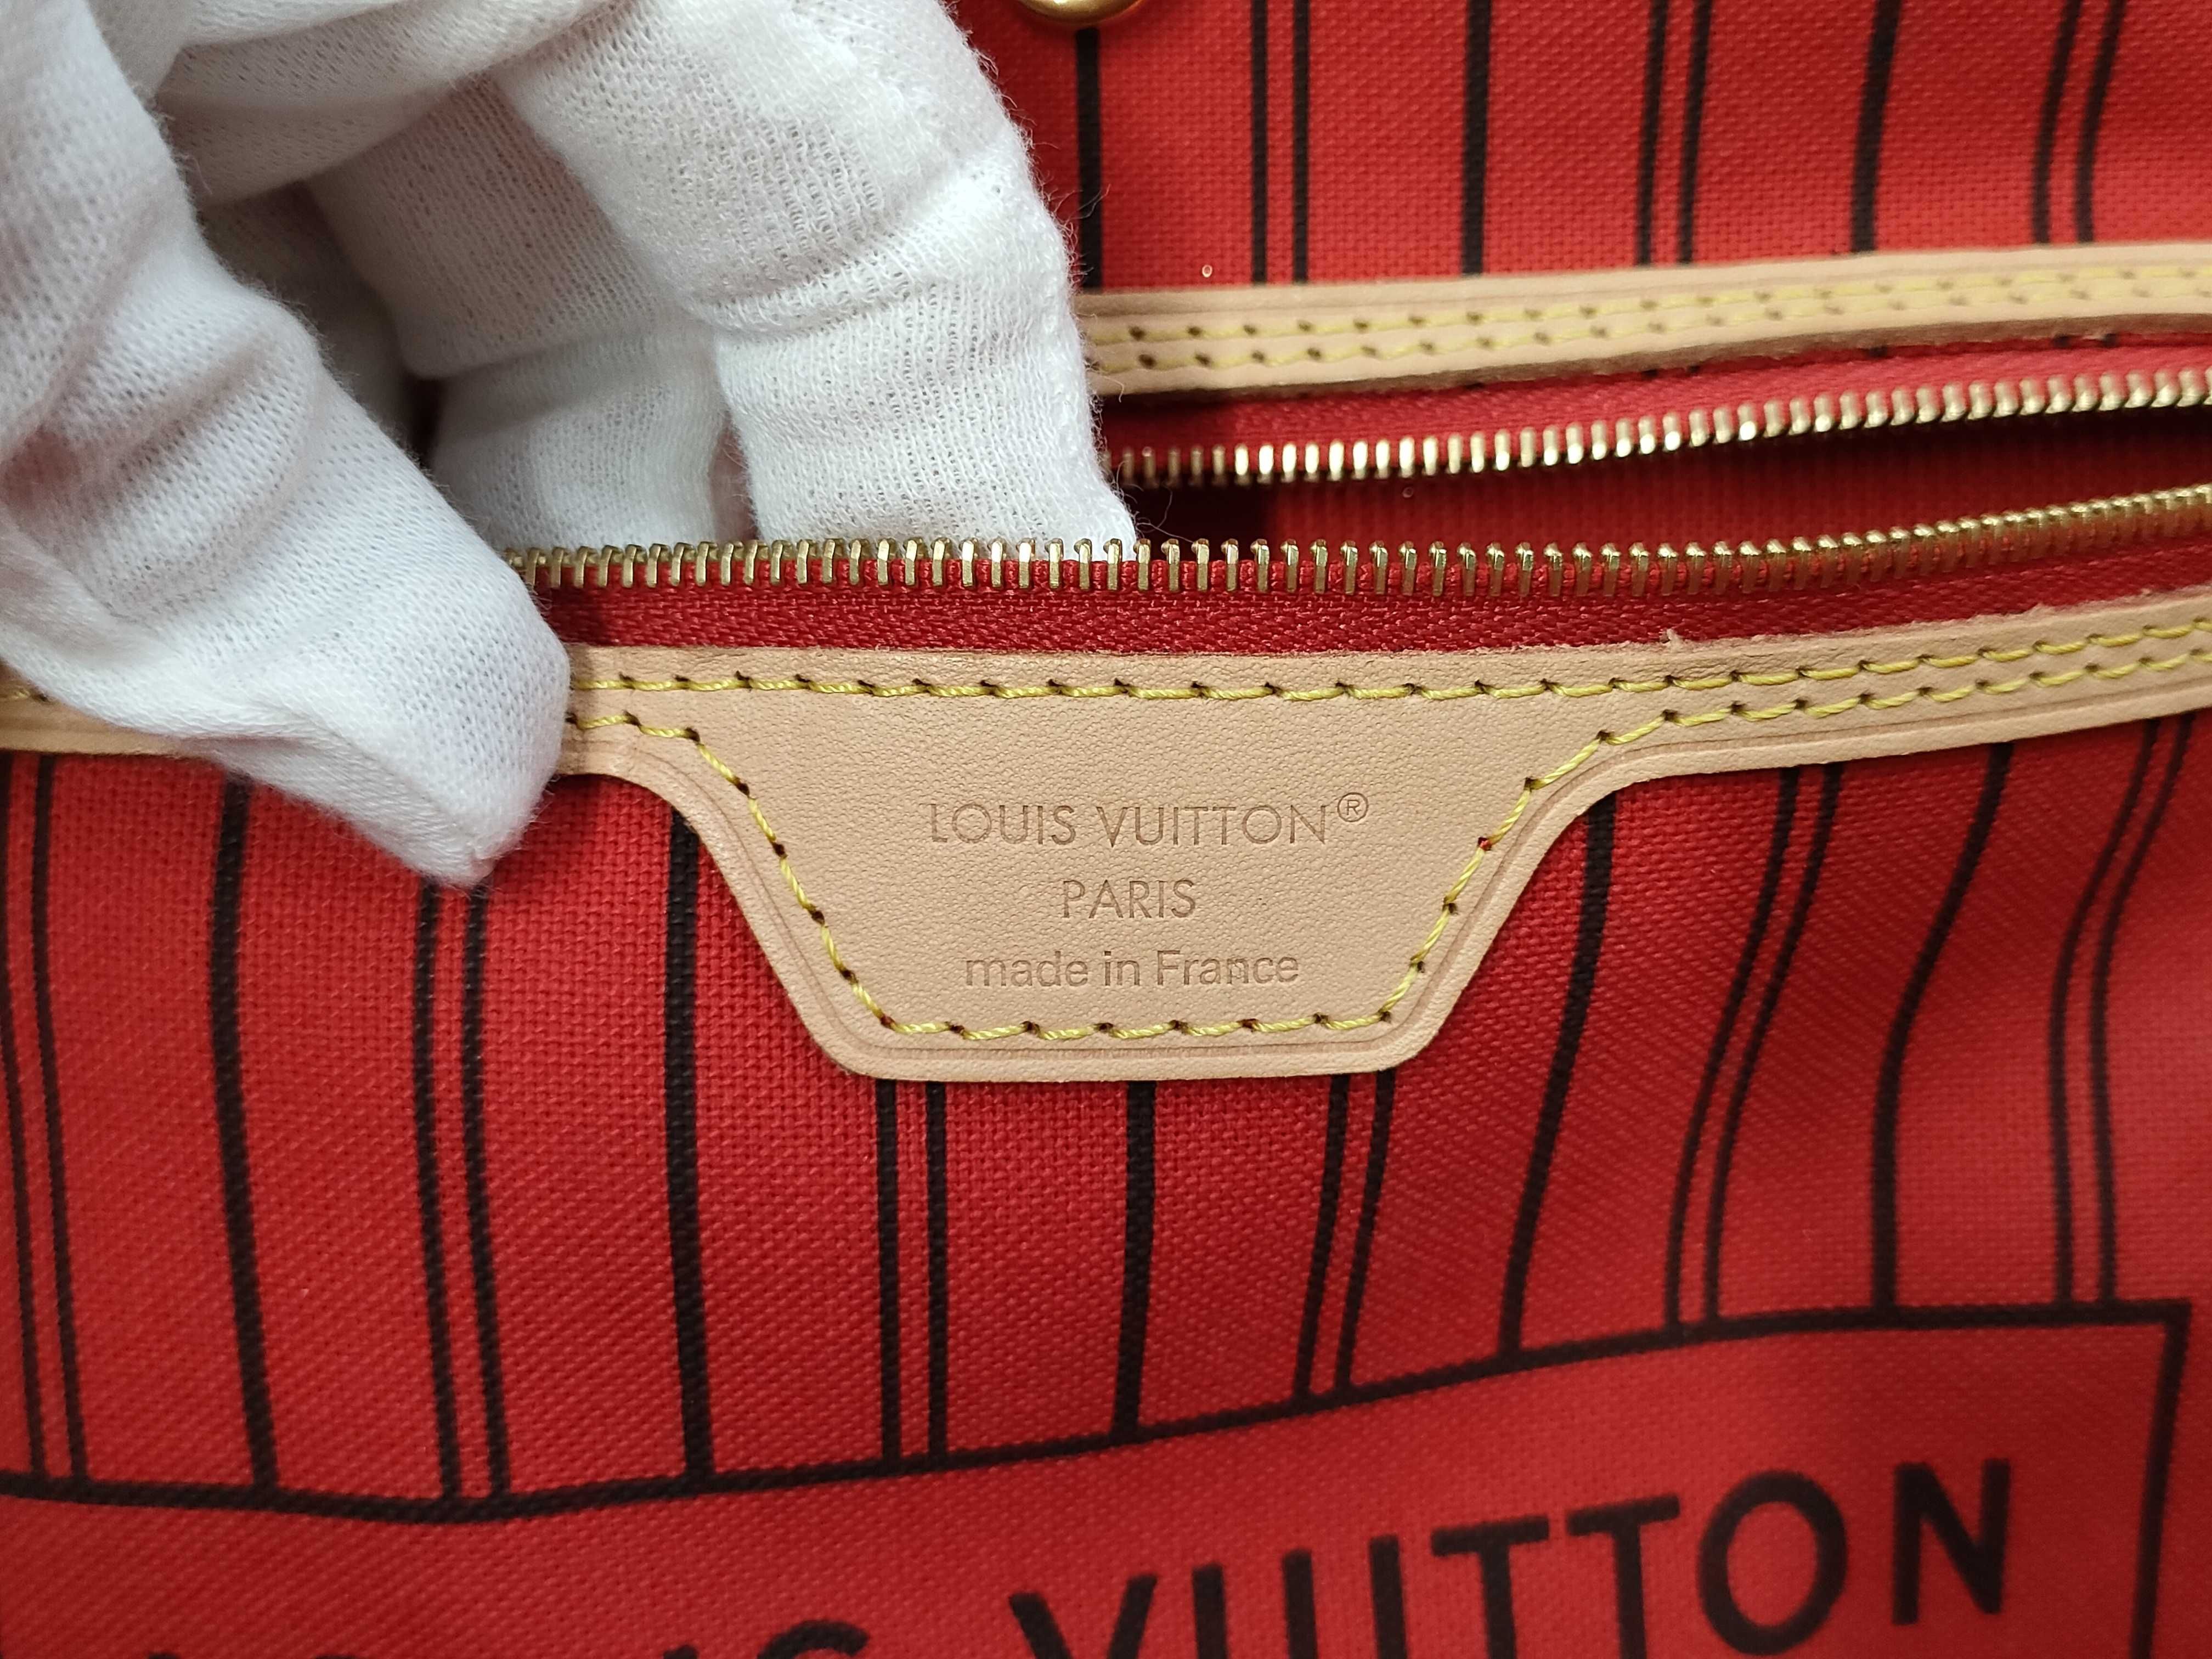 LOUIS VUITTON®
PARIS
made in France
VUITTON